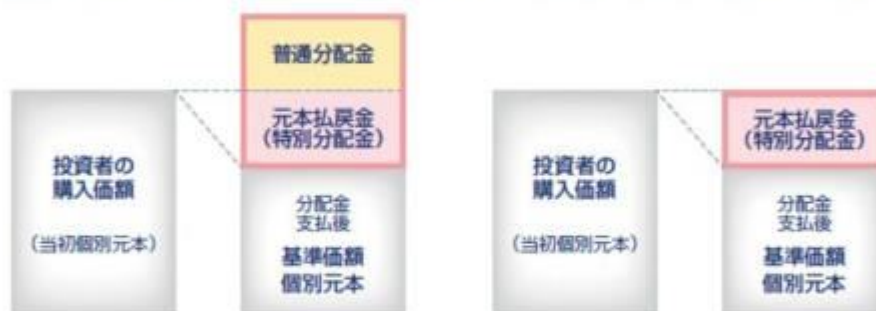 普通分配金
元本払戻金
（特別分配金）
投資者の
購入価額
（当初個別元本）
分配金
支払後
基準価額
個別元本
元本払戻金
（特別分配金）
投資者の
購入価額
（当初個別元本）
分配金
支払後
基準価額
個別元本